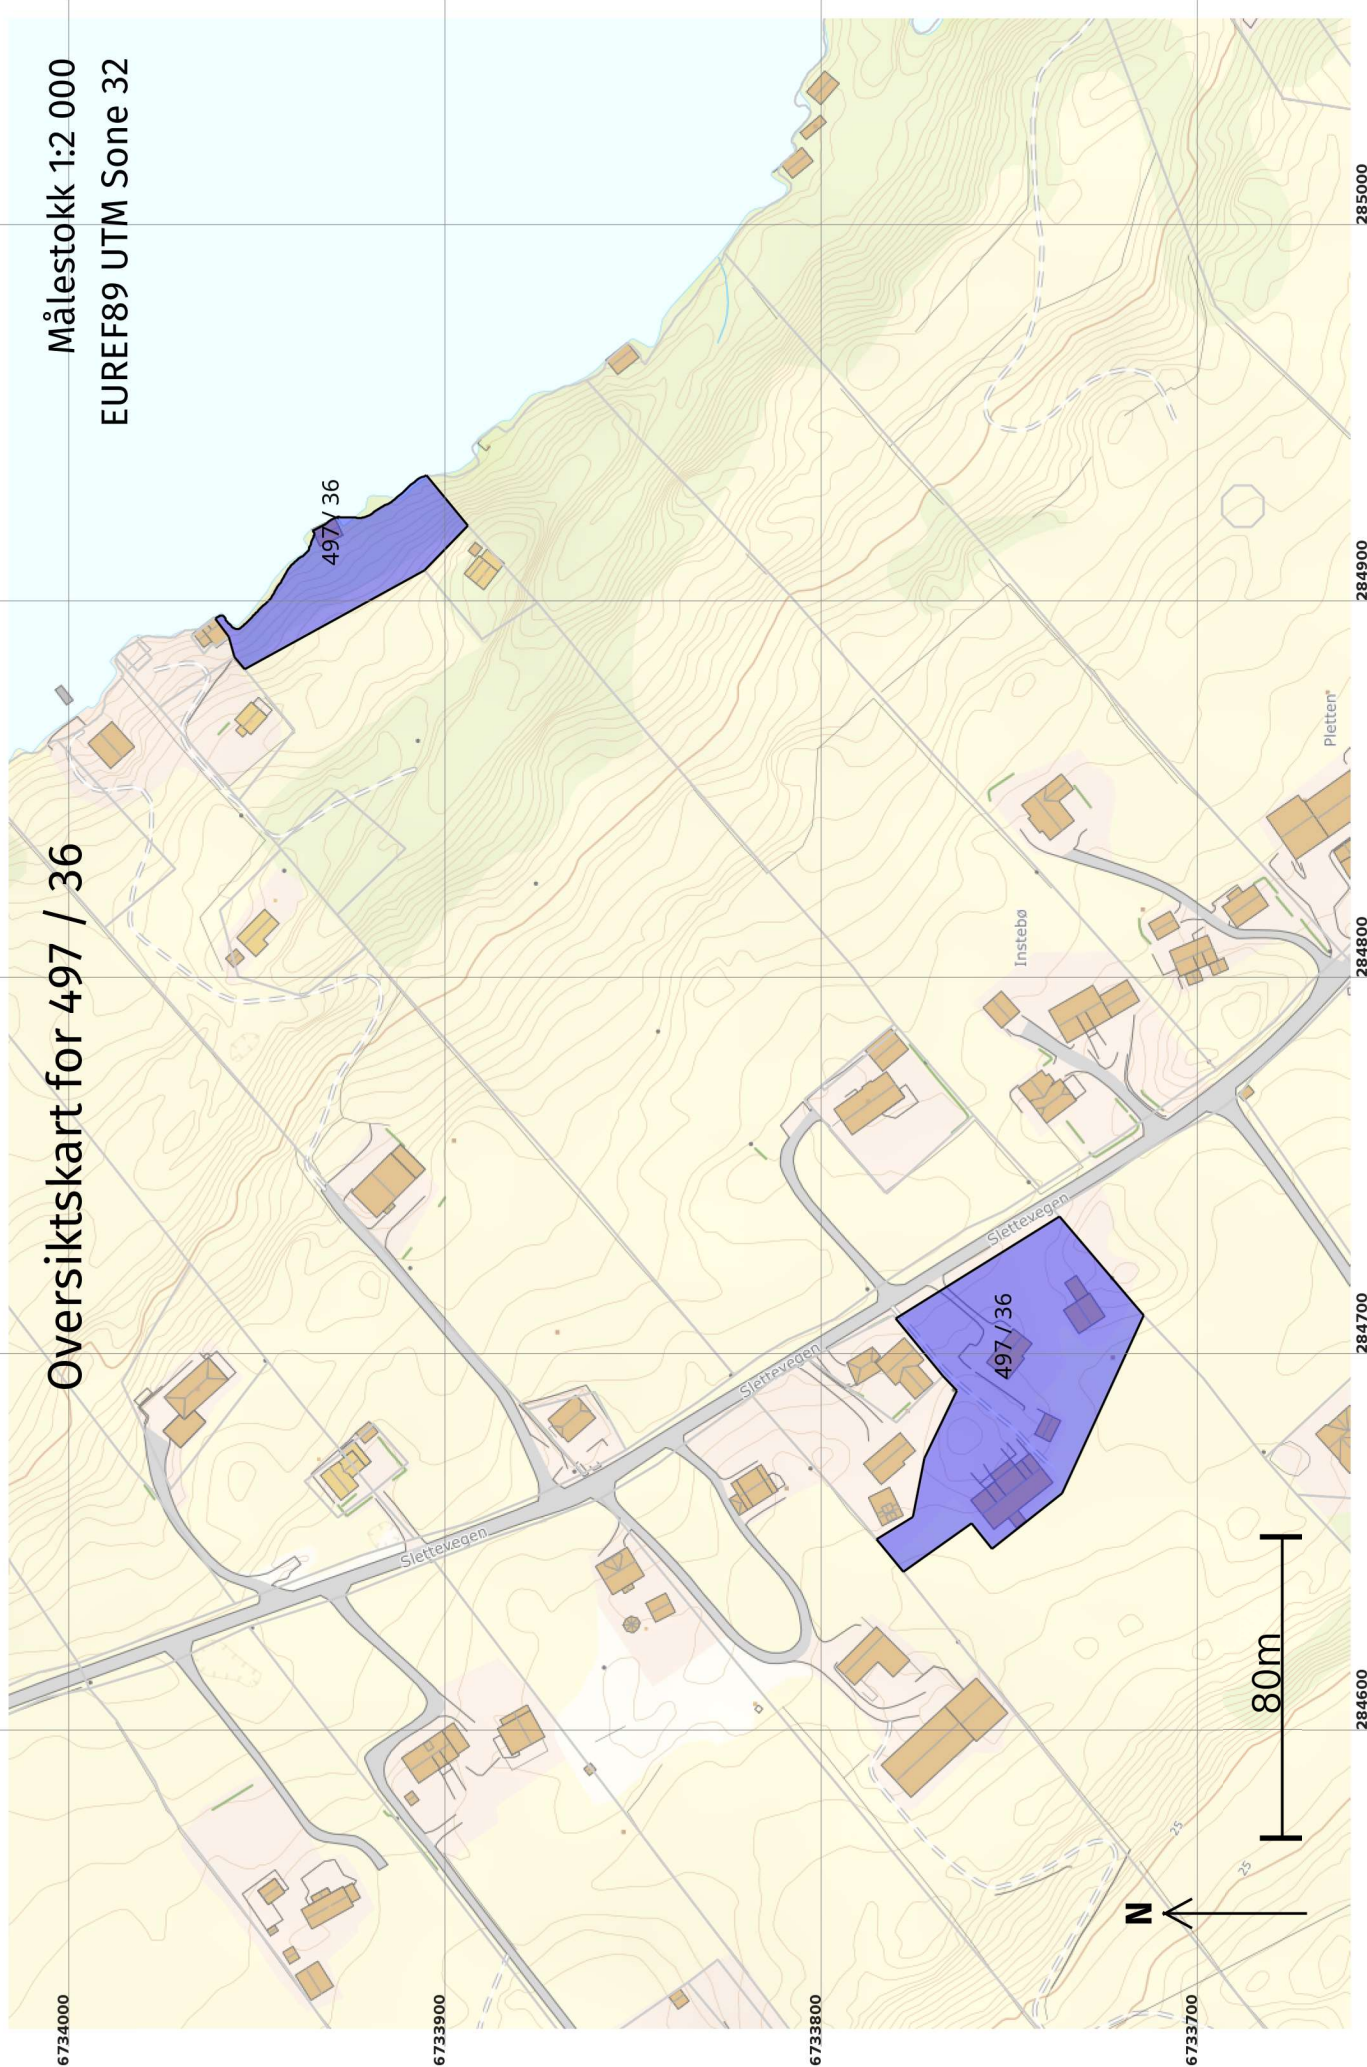 Oversiktskart for 497 / 36
Målestokk 1:2 000
EUREF89 UTM Sone 32
6734000
6733900
6733800
6733700
497 / 36
Slettevegen
Slettevegen
Slettevegen
497 / 36
Instebø
Pletten
25
25
N
80m
284600
284700
284800
284900
285000